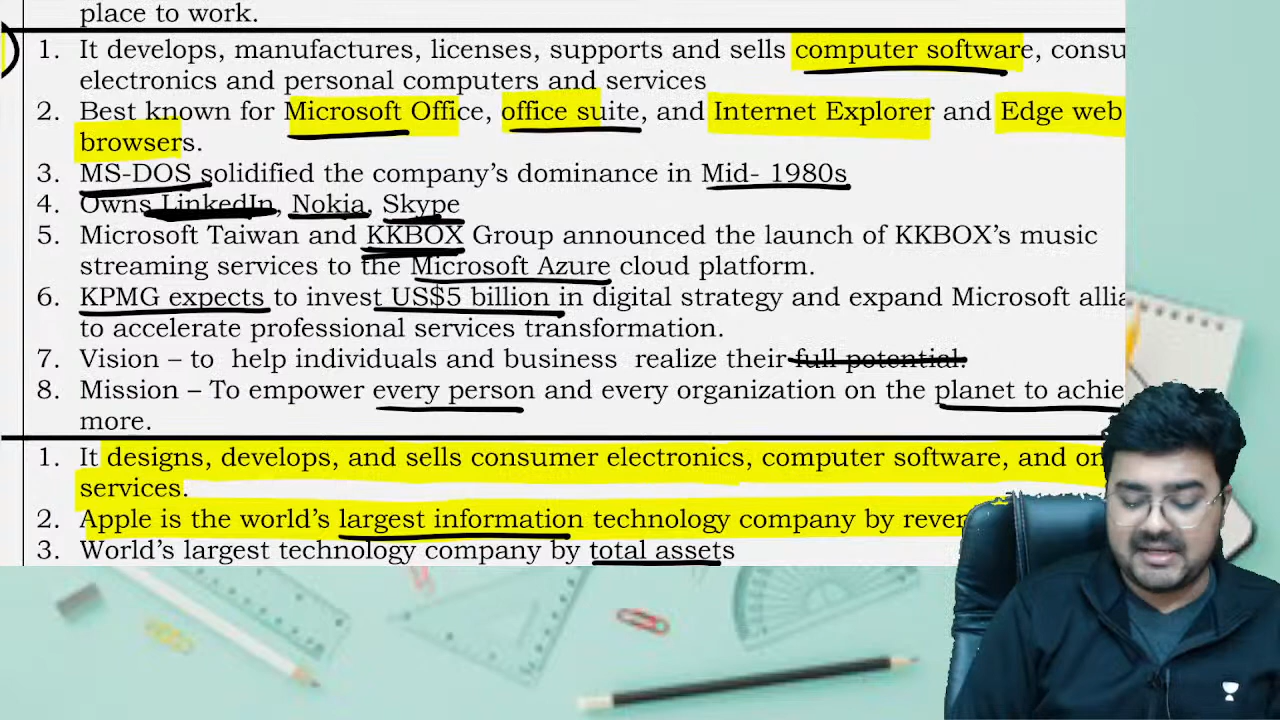 place to work.
1. It develops, manufactures, licenses, supports and sells computer software, consu
electronics and personal computers and services
2. Best known for Microsoft Office, office suite, and Internet Explorer and Edge web
browsers.
3. MS-DOS solidified the company’s dominance in Mid- 1980s
4. Owns LinkedIn, Nokia, Skype
5. Microsoft Taiwan and KKBOX Group announced the launch of KKBOX’s music
streaming services to the Microsoft Azure cloud platform.
6. KPMG expects to invest US$5 billion in digital strategy and expand Microsoft allia
to accelerate professional services transformation.
7. Vision – to help individuals and business realize their full potential.
8. Mission – To empower every person and every organization on the planet to achie
more.
1. It designs, develops, and sells consumer electronics, computer software, and on
services.
2. Apple is the world’s largest information technology company by reven
3. World’s largest technology company by total assets